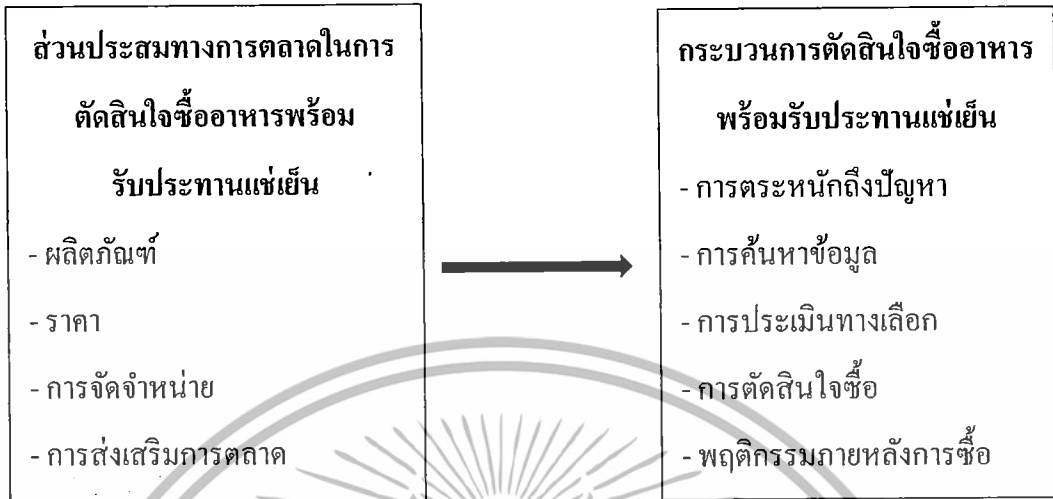 ส่วนประสมทางการตลาดในการ
ตัดสินใจซื้ออาหารพร้อม
รับประทานแช่เย็น
- ผลิตภัณฑ์
- ราคา
- การจัดจำหน่าย
- การส่งเสริมการตลาด
กระบวนการตัดสินใจซื้ออาหาร
พร้อมรับประทานแช่เย็น
- การตระหนักถึงปัญหา
- การค้นหาข้อมูล
- การประเมินทางเลือก
- การตัดสินใจซื้อ
- พฤติกรรมภายหลังการซื้อ